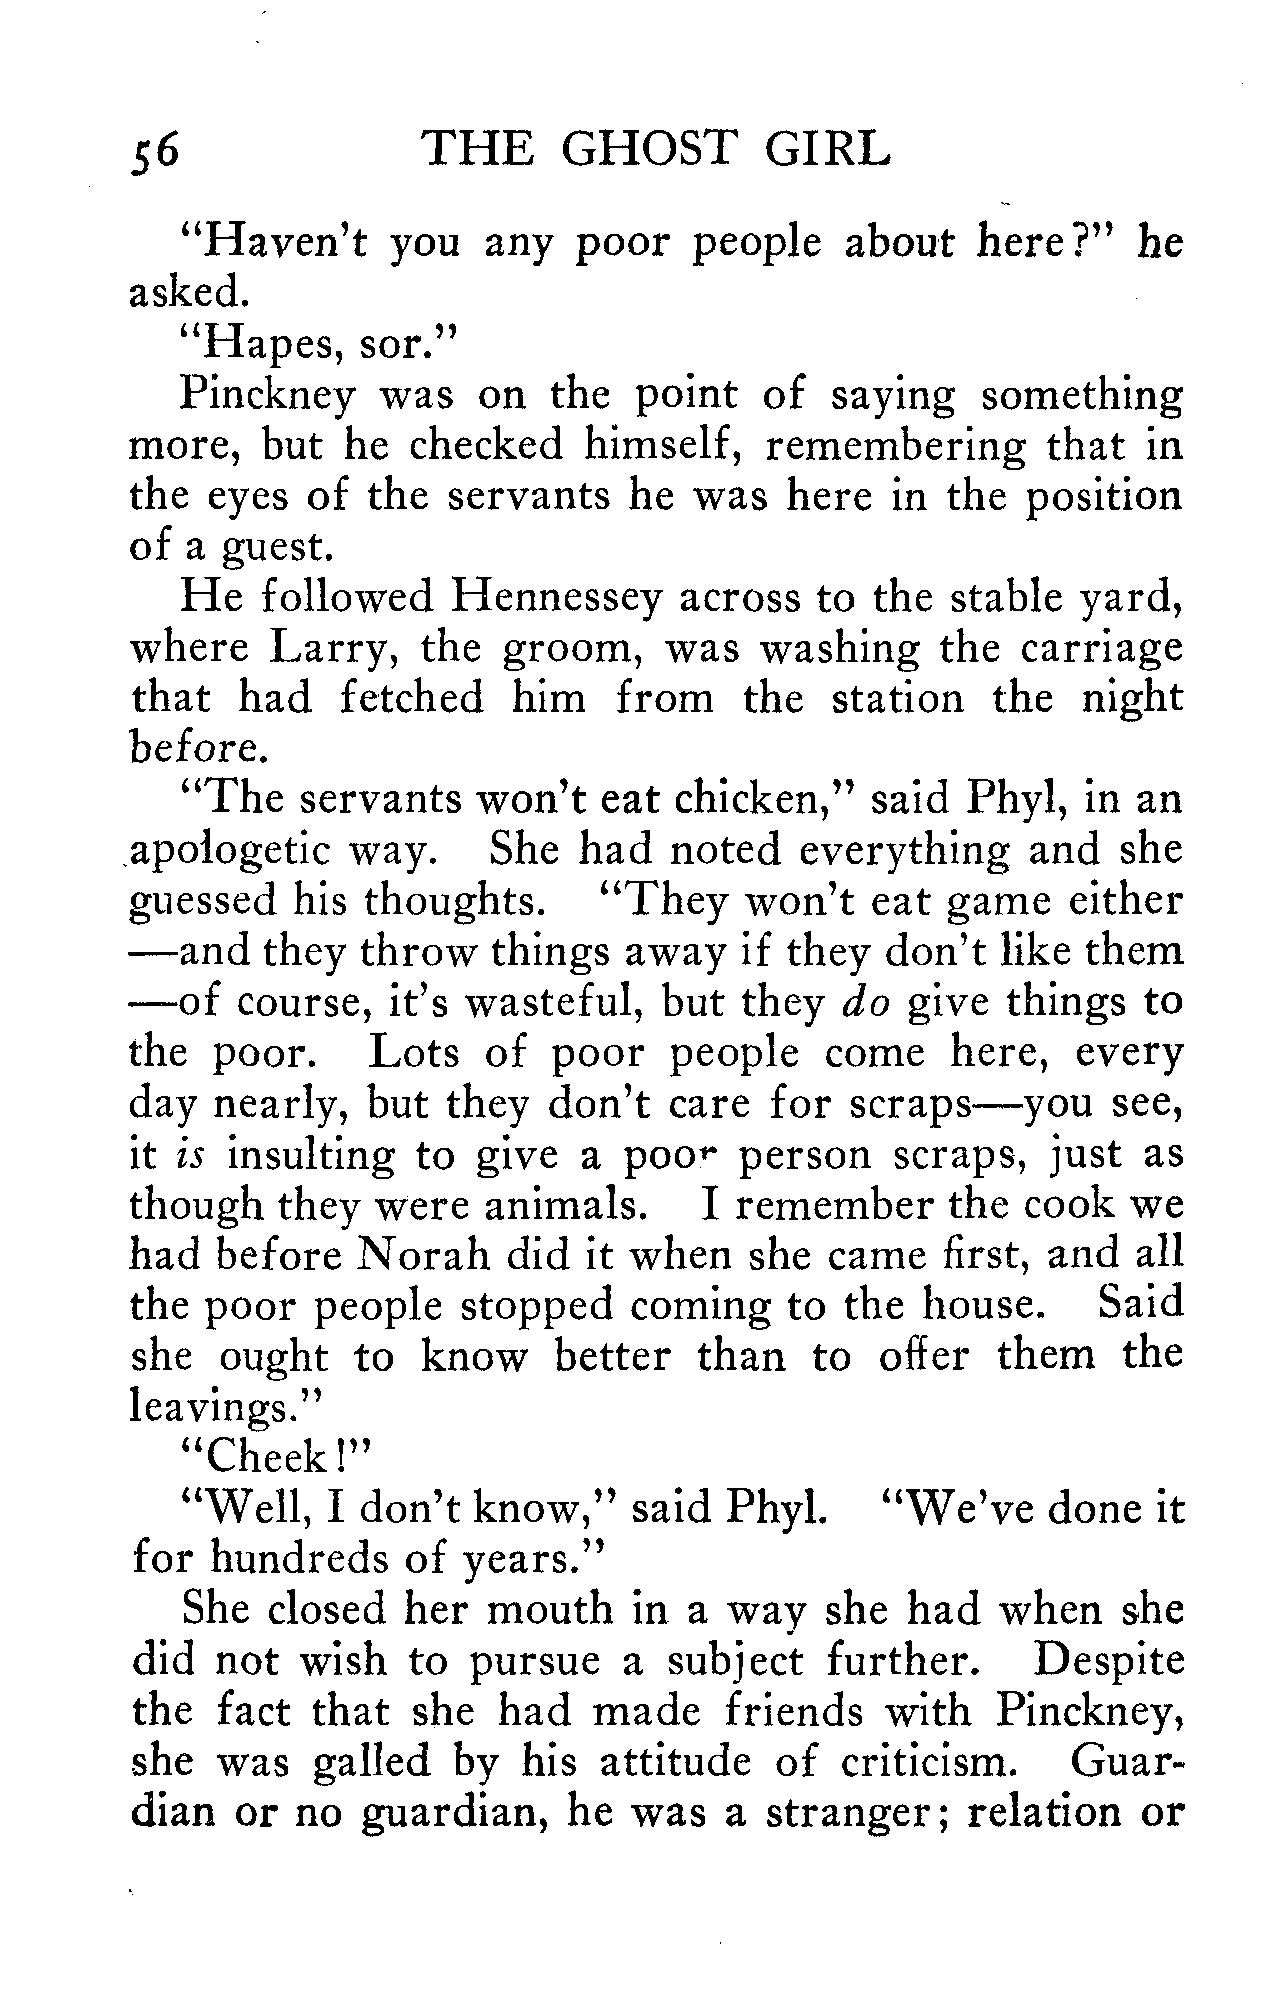 56 THE GHOST GIRL
"Haven't you any poor people about here?" he
asked.
"Hapes, sor."
Pinckney was on the point of saying something
more, but he checked himself, remembering that in
the eyes of the servants he was here in the position
of a guest.
He followed Hennessey across to the stable yard,
where Larry, the groom, was washing the carriage
that had fetched him from the station the night
before.
"The servants won't eat chicken," said Phyl, in an
apologetic way. She had noted everything and she
guessed his thoughts. "They won't eat game either
—and they throw things away if they don't like them
—of course, it's wasteful, but they do give things to
the poor. Lots of poor people come here, every
day nearly, but they don't care for scraps—you see,
it is insulting to give a poor person scraps, just as
though they were animals. I remember the cook we
had before Norah did it when she came first, and all
the poor people stopped coming to the house. Said
she ought to know better than to offer them the
leavings."
"Cheek!"
"Well, I don't know," said Phyl. "We've done it
for hundreds of years."
She closed her mouth in a way she had when she
did not wish to pursue a subject further. Despite
the fact that she had made friends with Pinckney,
she was galled by his attitude of criticism. Guar-
dian or no guardian, he was a stranger; relation or